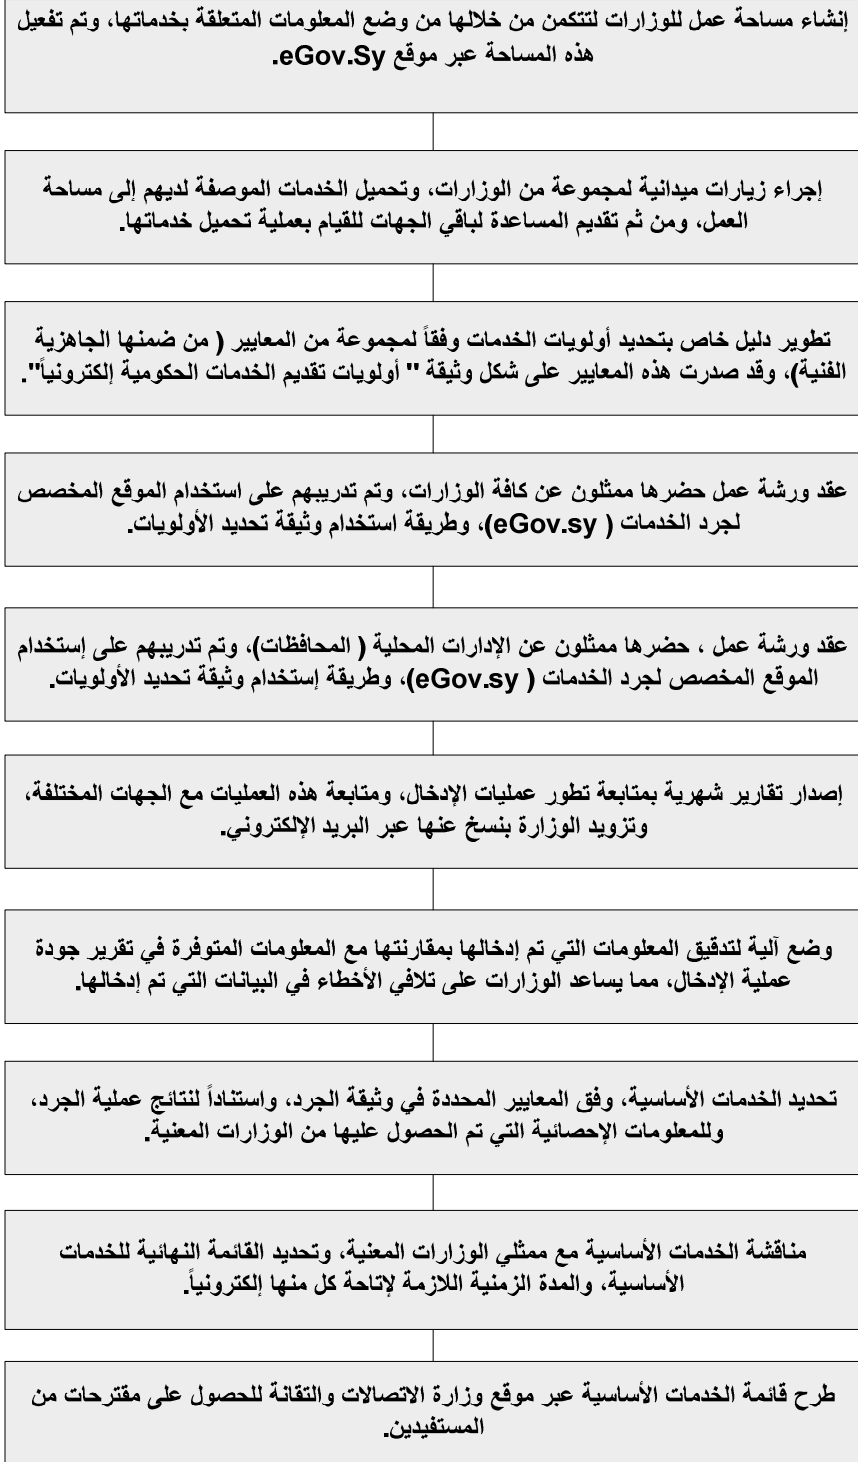 إنشاء مساحة عمل للوزارات لتتكمن من خلالها من وضع المعلومات المتعلقة بخدماتها، وتم تفعيل
هذه المساحة عبر موقع eGov.Sy.
إجراء زيارات ميدانية لمجموعة من الوزارات، وتحميل الخدمات الموصفة لديهم إلى مساحة
العمل، ومن ثم تقديم المساعدة لباقي الجهات للقيام بعملية تحميل خدماتها.
تطوير دليل خاص بتحديد أولويات الخدمات وفقاً لمجموعة من المعايير ( من ضمنها الجاهزية
الفنية)، وقد صدرت هذه المعايير على شكل وثيقة " أولويات تقديم الخدمات الحكومية إلكترونياً".
عقد ورشة عمل حضرها ممثلون عن كافة الوزارات، وتم تدريبهم على استخدام الموقع المخصص
لجرد الخدمات ( eGov.sy)، وطريقة استخدام وثيقة تحديد الأولويات.
عقد ورشة عمل ، حضرها ممثلون عن الإدارات المحلية ( المحافظات)، وتم تدريبهم على إستخدام
الموقع المخصص لجرد الخدمات ( eGov.sy)، وطريقة إستخدام وثيقة تحديد الأولويات.
إصدار تقارير شهرية بمتابعة تطور عمليات الإدخال، ومتابعة هذه العمليات مع الجهات المختلفة،
وتزويد الوزارة بنسخ عنها عبر البريد الإلكتروني.
وضع آلية لتدقيق المعلومات التي تم إدخالها بمقارنتها مع المعلومات المتوفرة في تقرير جودة
عملية الإدخال، مما يساعد الوزارات على تلافي الأخطاء في البيانات التي تم إدخالها.
تحديد الخدمات الأساسية، وفق المعايير المحددة في وثيقة الجرد، واستناداً لنتائج عملية الجرد،
وللمعلومات الإحصائية التي تم الحصول عليها من الوزارات المعنية.
مناقشة الخدمات الأساسية مع ممثلي الوزارات المعنية، وتحديد القائمة النهائية للخدمات
الأساسية، والمدة الزمنية اللازمة لإتاحة كل منها إلكترونياً.
طرح قائمة الخدمات الأساسية عبر موقع وزارة الاتصالات والتقانة للحصول على مقترحات من
المستفيدين.